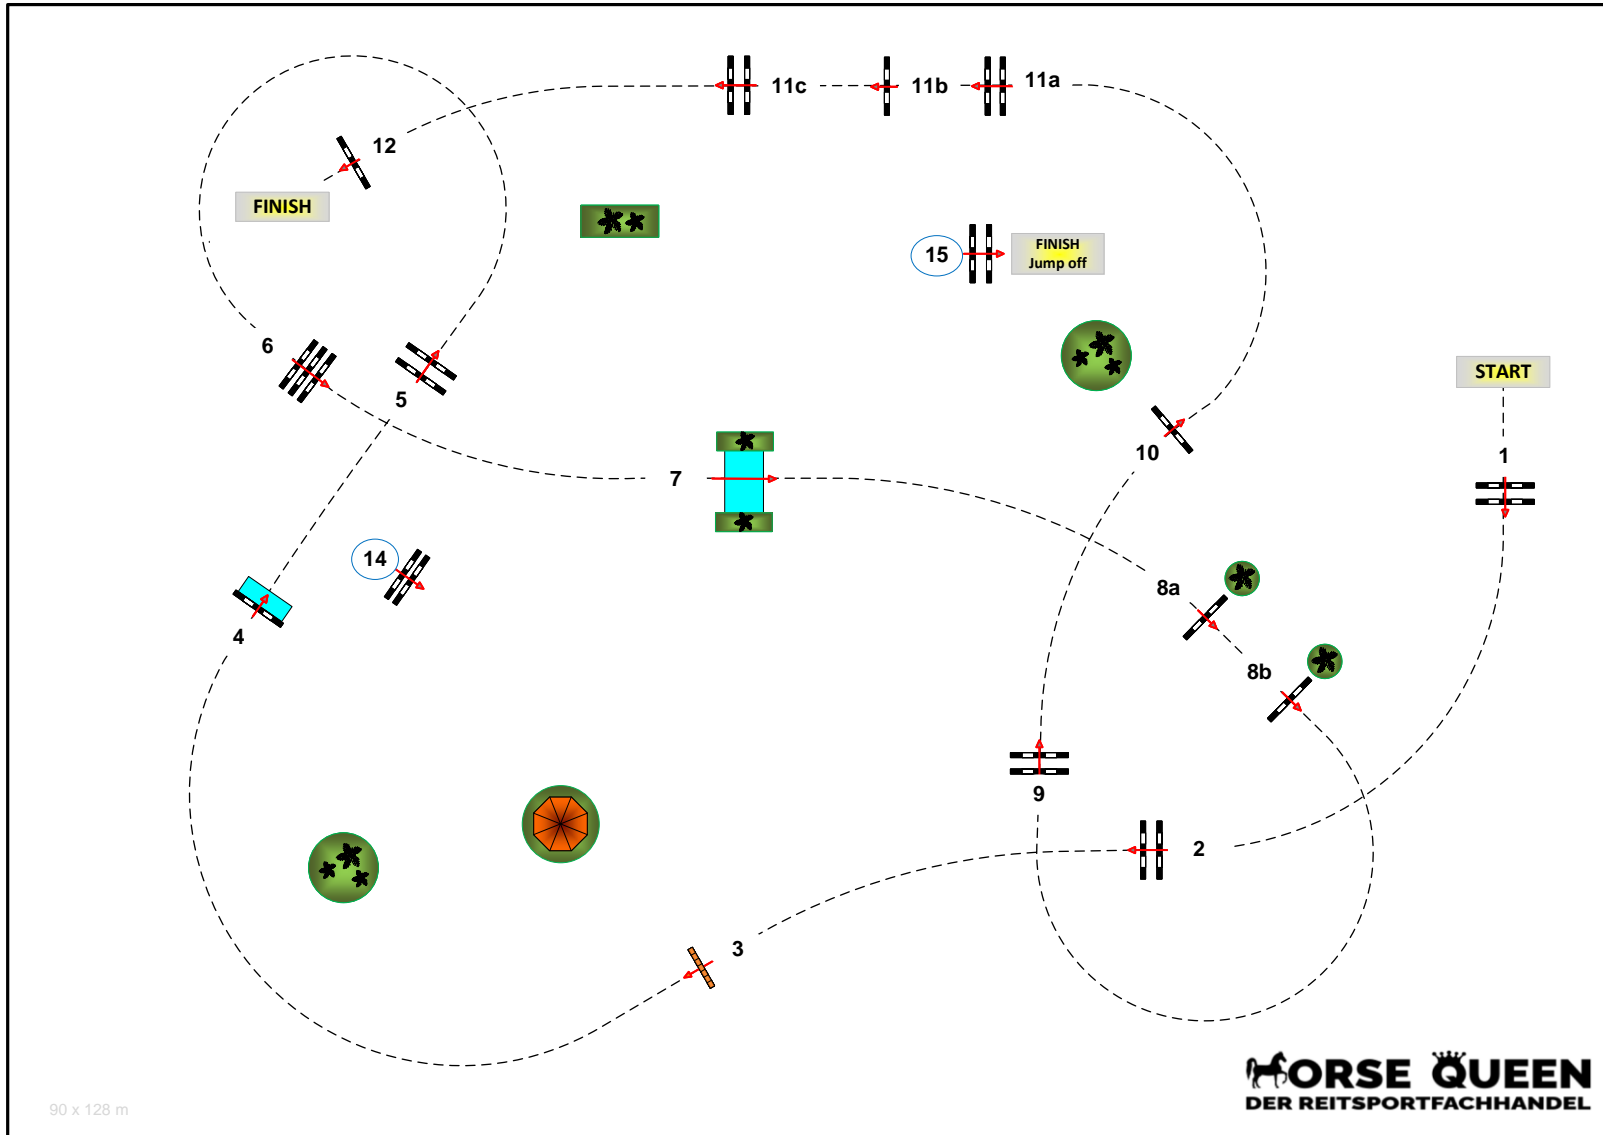 11c
11b
11a
12
FINISH
15
FINISH
Jump off
6
5
START
1
10
7
14
8a
4
8b
9
2
3
HORSE QUEEN
DER REITSPORTFACHHANDEL
90 x 128 m